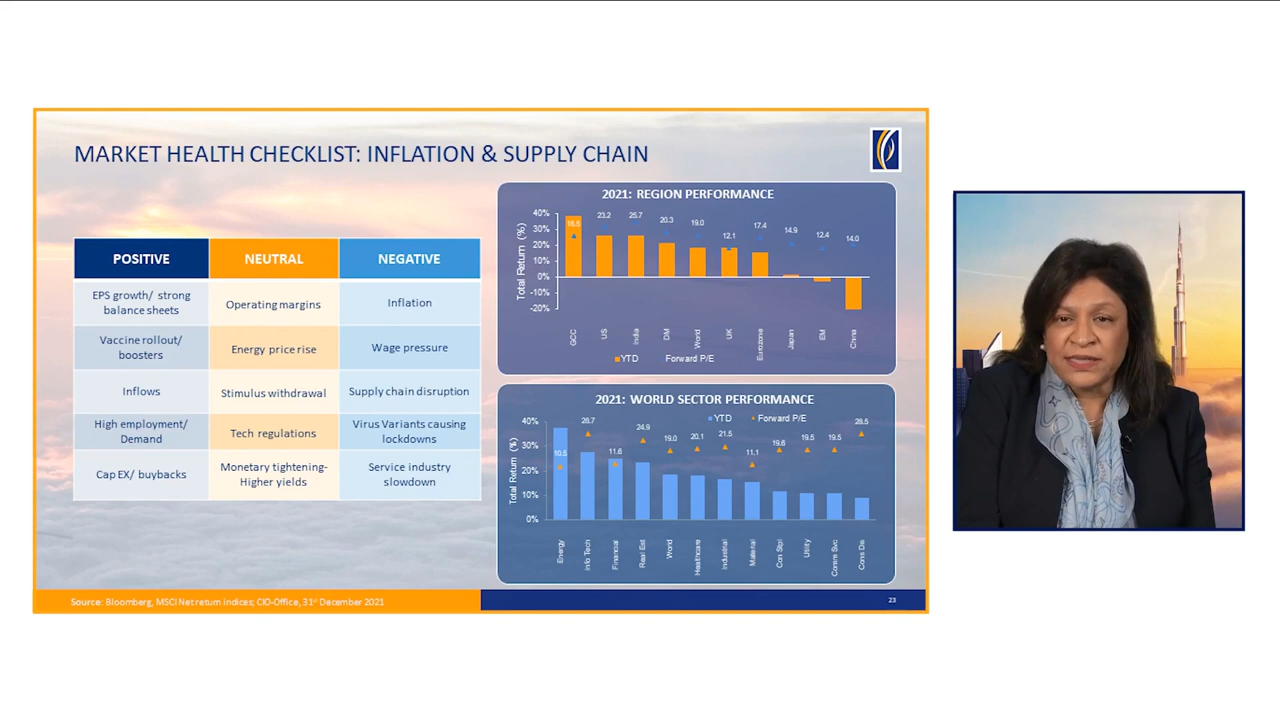 MARKET HEALTH CHECKLIST: INFLATION & SUPPLY CHAIN
POSITIVE
NEUTRAL
NEGATIVE
EPS growth/ strong
balance sheets
Operating margins
Inflation
Vaccine rollout/
boosters
Energy price rise
Wage pressure
Inflows
Stimulus withdrawal
Supply chain disruption
High employment/
Demand
Tech regulations
Virus Variants causing
lockdowns
Cap EX/ buybacks
Monetary tightening-
Higher yields
Service industry
slowdown
2021: REGION PERFORMANCE
Total Return (%)
40%
30%
20%
10%
0%
-10%
-20%
23.2
25.7
20.3
19.0
12.1
17.4
14.9
12.4
14.0
GCC
US
India
DM
World
UK
Eurozone
Japan
EM
China
YTD
Forward P/E
2021: WORLD SECTOR PERFORMANCE
YTD
Forward P/E
Total Return (%)
40%
30%
20%
10%
0%
10.5
28.7
11.6
24.9
19.0
20.1
21.5
11.1
19.6
19.5
19.5
28.5
Energy
Info Tech
Financial
Real Est
World
Healthcare
Industrial
Material
Con Stpl
Utility
Comm Svc
Cons Dis
Source: Bloomberg, MSCI Net return indices; CIO-Office, 31st December 2021
23